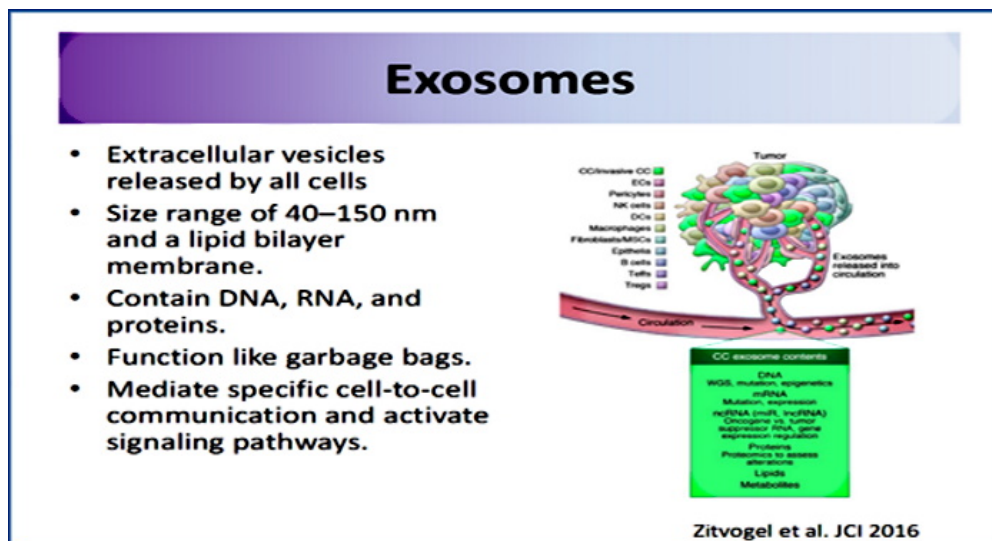 Exosomes
• Extracellular vesicles
released by all cells
• Size range of 40–150 nm
and a lipid bilayer
membrane.
• Contain DNA, RNA, and
proteins.
• Function like garbage bags.
• Mediate specific cell-to-cell
communication and activate
signaling pathways.
Tumor
CC/invasive CC
ECs
Pericytes
NK cells
DCs
Macrophages
Fibroblasts/MSCs
Epithelia
B cells
Teffs
Tregs
Exosomes
released into
circulation
Circulation
CC exosome contents
DNA
WGS, mutation, epigenetics
mRNA
Mutation, expression
ncRNA (miR, lncRNA)
Oncogene vs. tumor
suppressor RNA, gene
expression regulation
Proteins
Proteomics to assess
alterations
Lipids
Metabolites
Zitvogel et al. JCI 2016